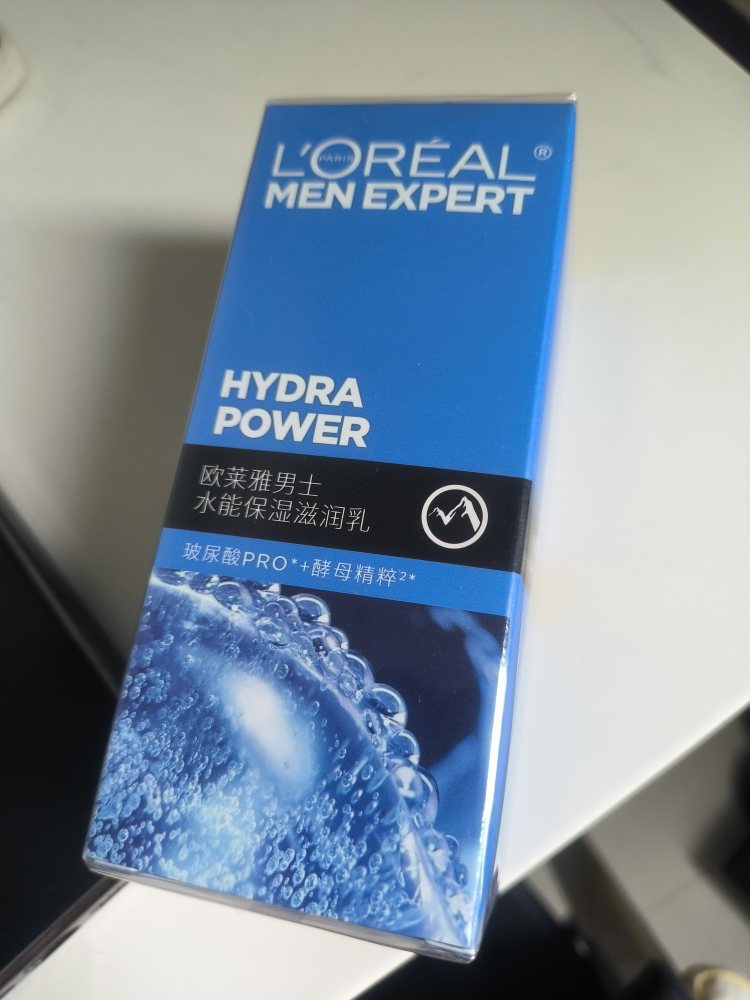 L'ORÉAL®
PARIS
MEN EXPERT
HYDRA
POWER
欧莱雅男士
水能保湿滋润乳
玻尿酸PRO*+酵母精粹²*